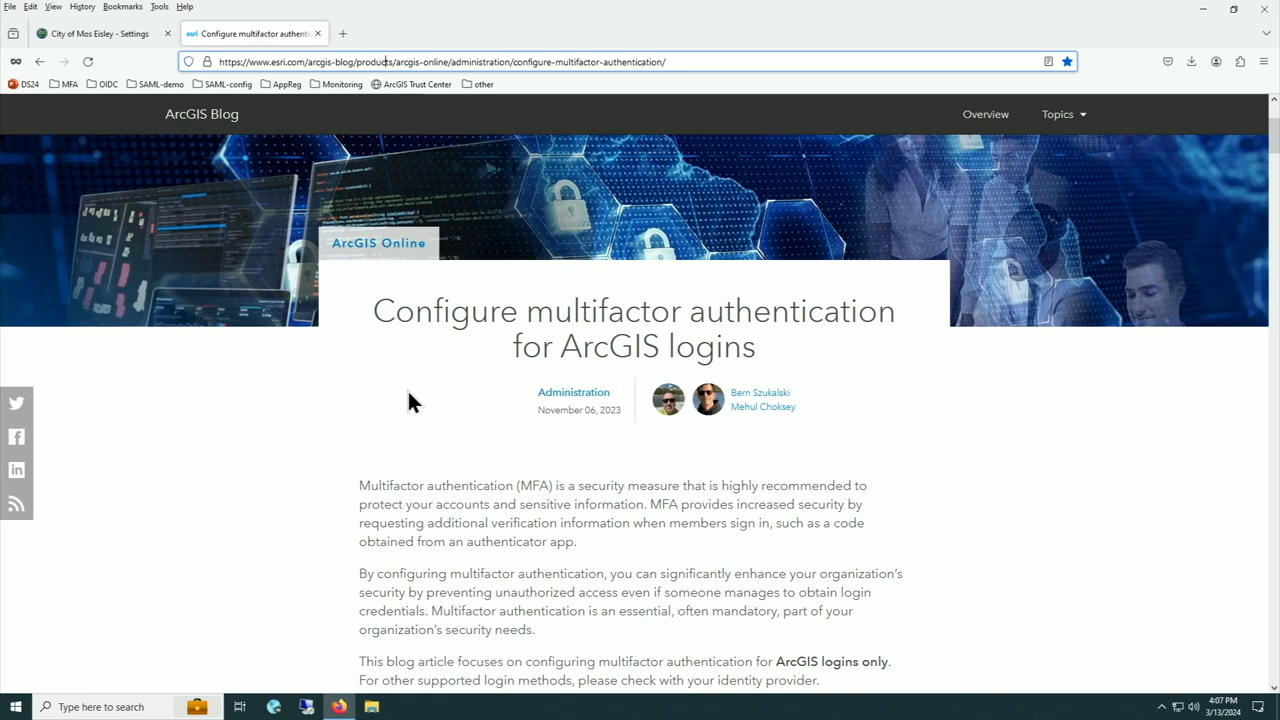 File Edit View History Bookmarks Tools Help
City of Mos Eisley - Settings
esri Configure multifactor authenti
https://www.esri.com/arcgis-blog/products/arcgis-online/administration/configure-multifactor-authentication/
DS24 MFA OIDC SAML-demo SAML-config AppReg Monitoring ArcGIS Trust Center other
ArcGIS Blog Overview Topics
ArcGIS Online
Configure multifactor authentication
for ArcGIS logins
Administration
November 06, 2023
Bern Szukalski
Mehul Choksey
Multifactor authentication (MFA) is a security measure that is highly recommended to
protect your accounts and sensitive information. MFA provides increased security by
requesting additional verification information when members sign in, such as a code
obtained from an authenticator app.
By configuring multifactor authentication, you can significantly enhance your organization's
security by preventing unauthorized access even if someone manages to obtain login
credentials. Multifactor authentication is an essential, often mandatory, part of your
organization's security needs.
This blog article focuses on configuring multifactor authentication for ArcGIS logins only.
For other supported login methods, please check with your identity provider.
Type here to search
4:07 PM
3/13/2024